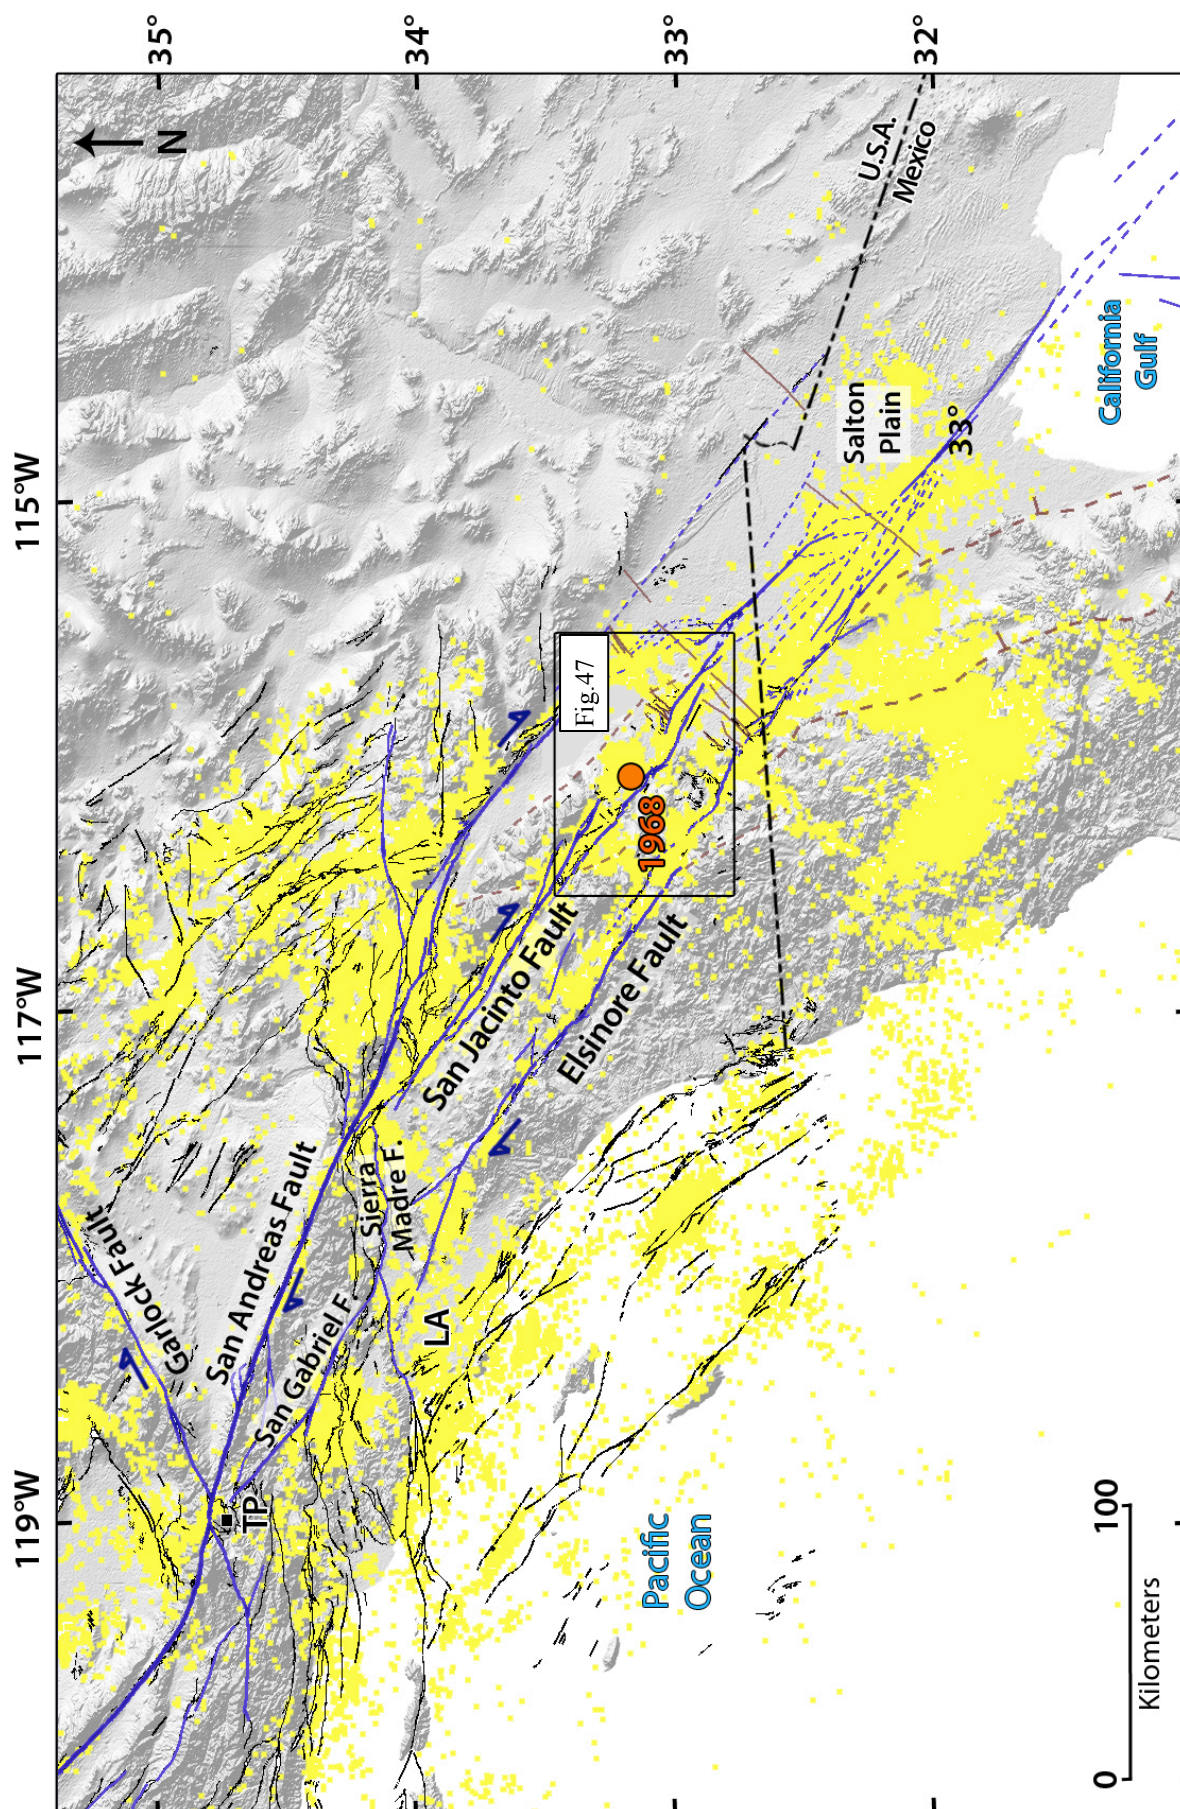 35°
34°
33°
32°
N
U.S.A.
Mexico
115°W
117°W
119°W
Salton
Plain
33°
California
Gulf
Fig.47
1968
San Jacinto Fault
Elsinore Fault
San Andreas Fault
Garlock Fault
Sierra
Madre F.
San Gabriel F.
LA
TP
Pacific
Ocean
0
100
Kilometers